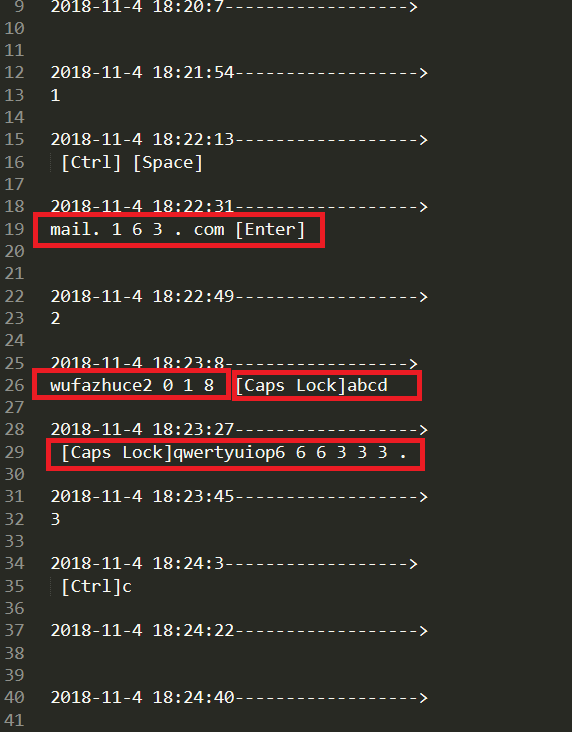 9 2018-11-4 18:20:7------------------>
10
11
12 2018-11-4 18:21:54------------------>
13 1
14
15 2018-11-4 18:22:13------------------>
16 [Ctrl] [Space]
17
18 2018-11-4 18:22:31------------------>
19 mail. 1 6 3 . com [Enter]
20
21
22 2018-11-4 18:22:49------------------>
23 2
24
25 2018-11-4 18:23:8------------------>
26 wufazhuce2 0 1 8 [Caps Lock]abcd
27
28 2018-11-4 18:23:27------------------>
29 [Caps Lock]qwertyuiop6 6 6 3 3 3 .
30
31 2018-11-4 18:23:45------------------>
32 3
33
34 2018-11-4 18:24:3------------------>
35 [Ctrl]c
36
37 2018-11-4 18:24:22------------------>
38
39
40 2018-11-4 18:24:40------------------>
41